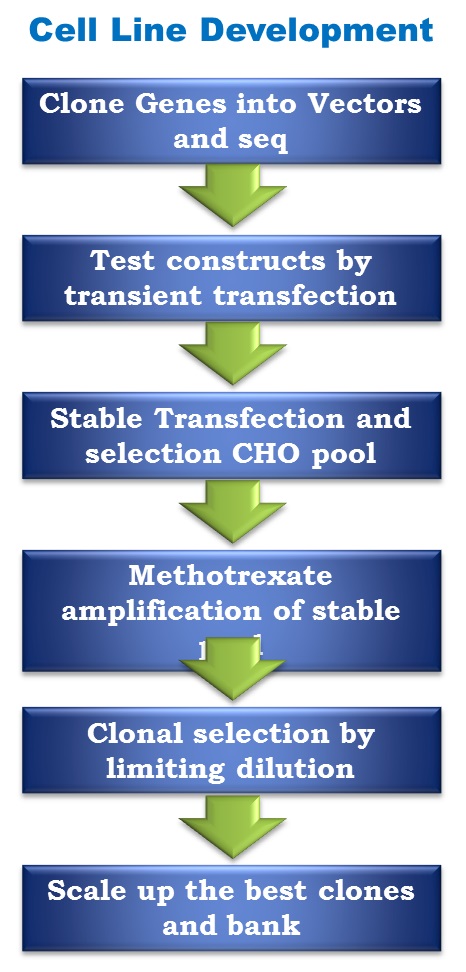 Cell Line Development
Clone Genes into Vectors
and seq
Test constructs by
transient transfection
Stable Transfection and
selection CHO pool
Methotrexate
amplification of stable
Clonal selection by
limiting dilution
Scale up the best clones
and bank